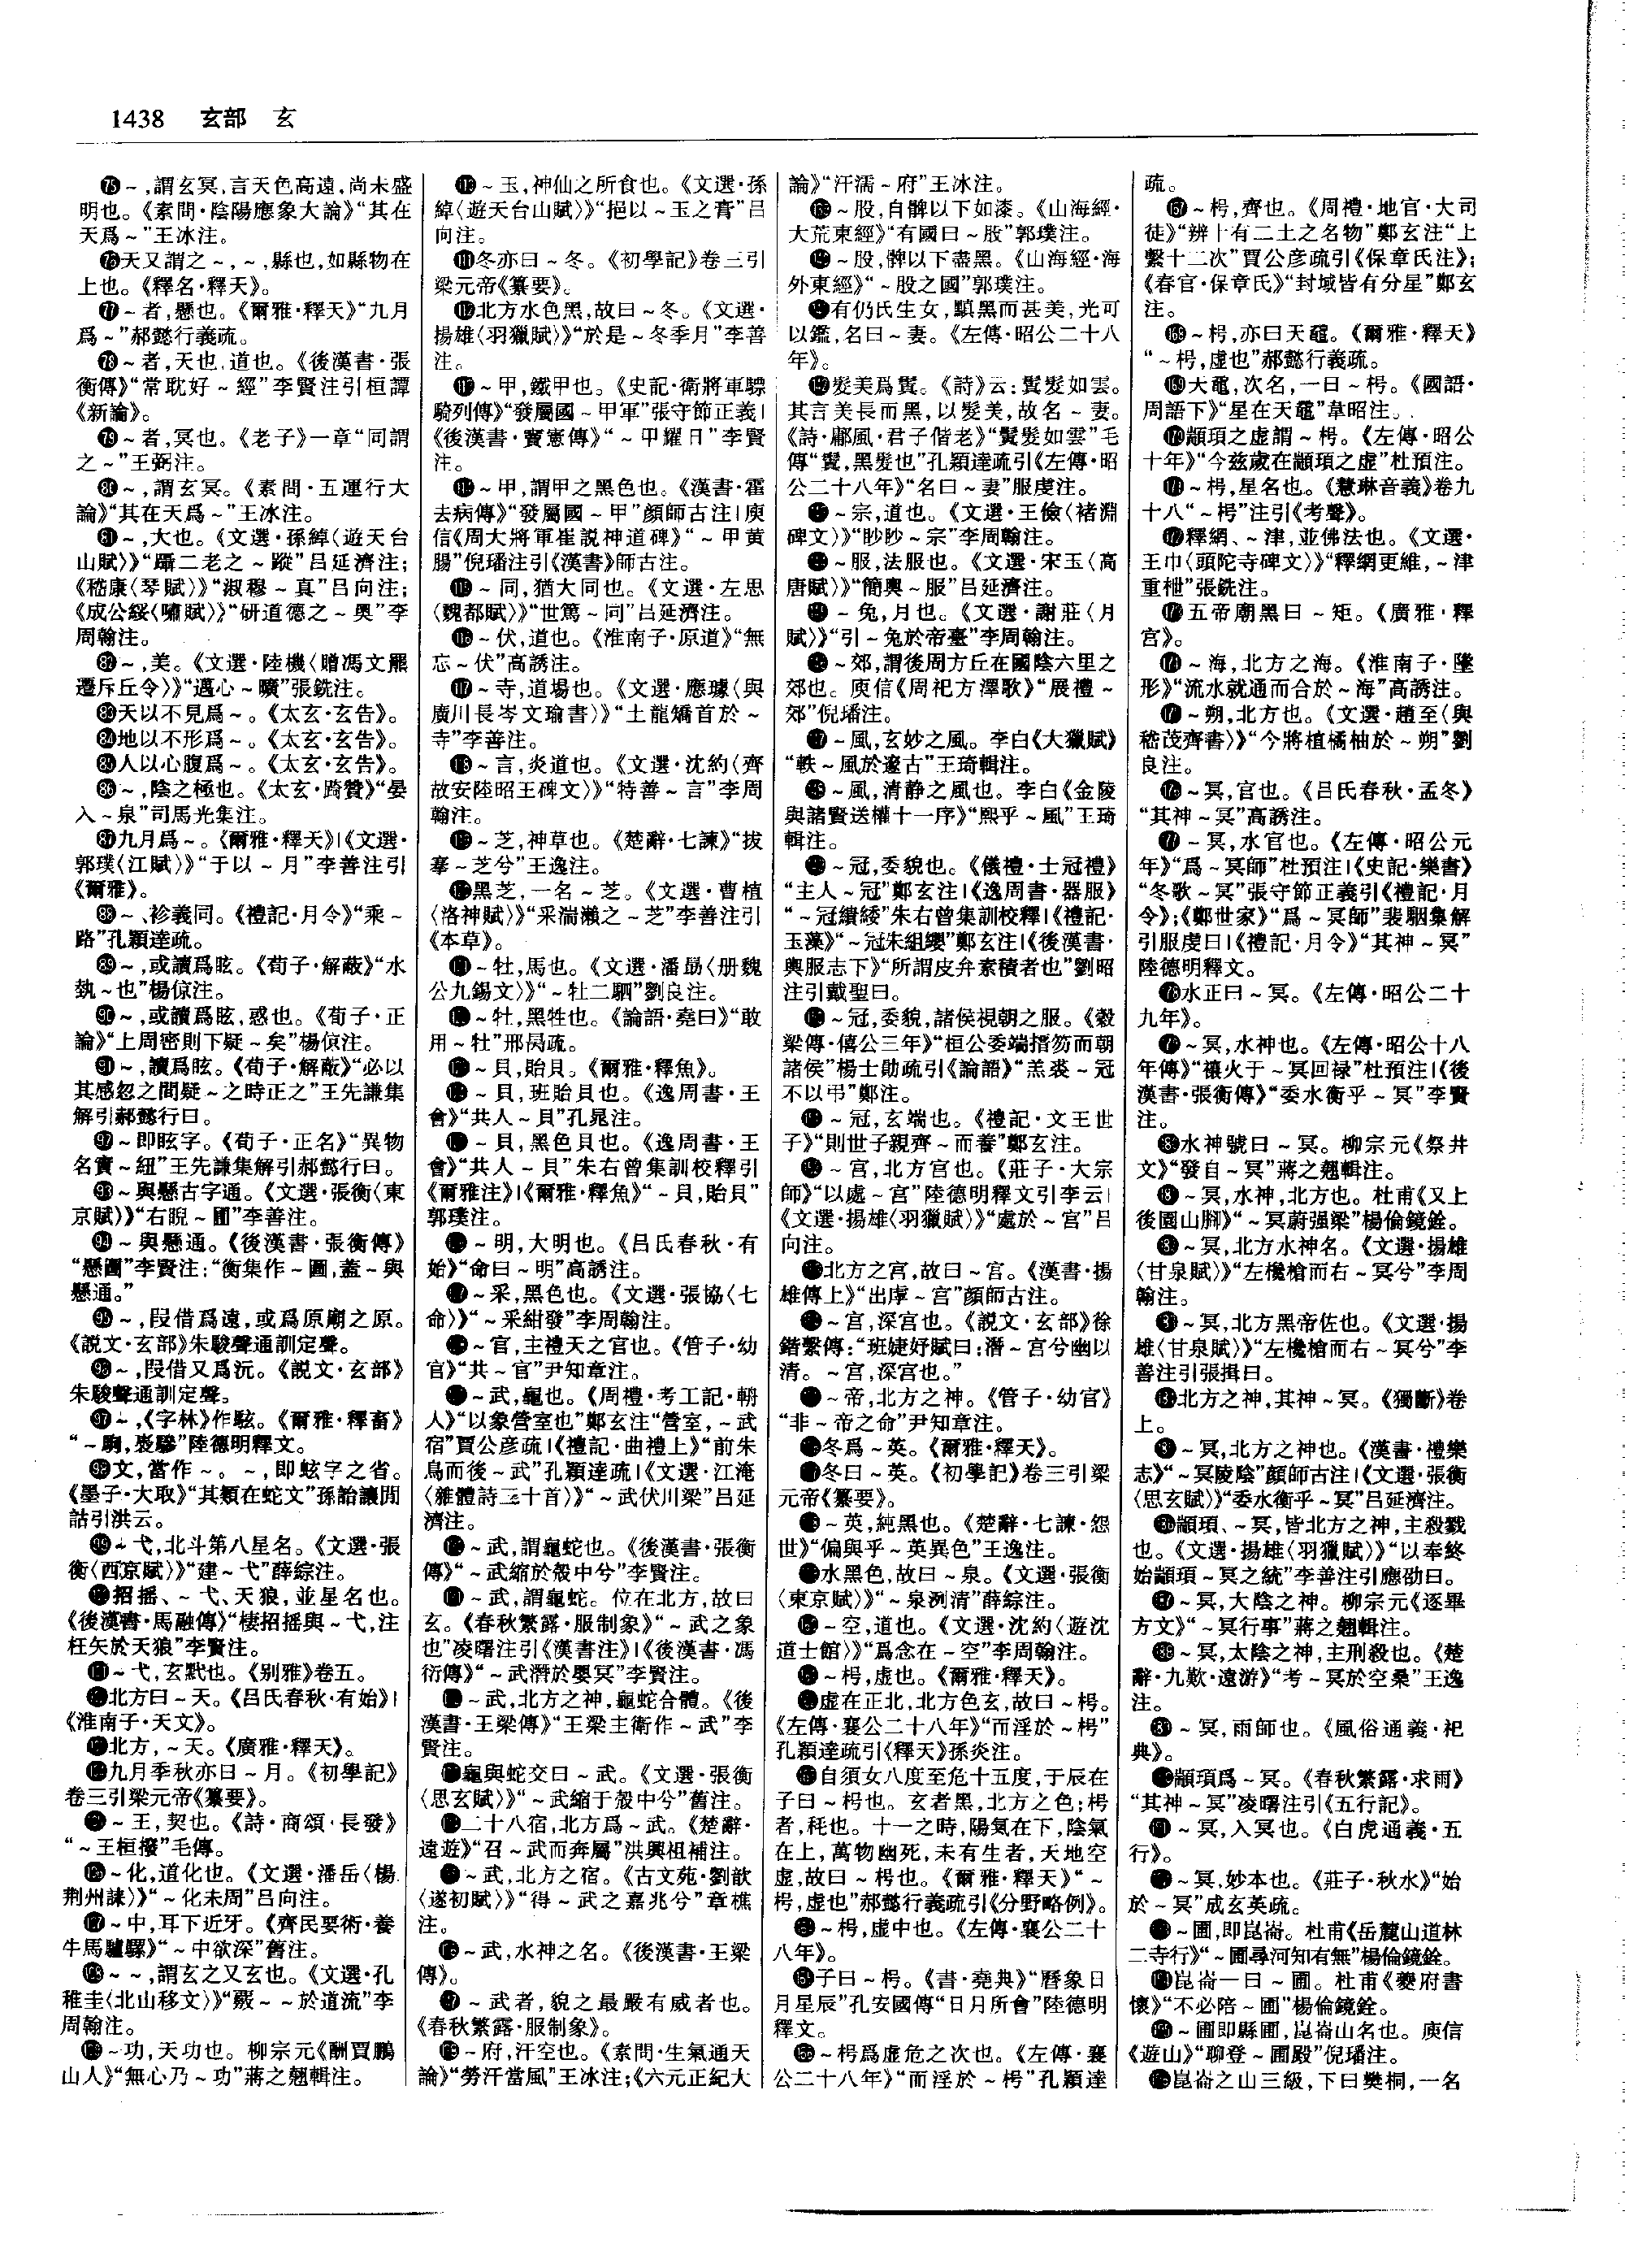 1438 玄部 玄
㊆~,謂玄冥,言天色高遠,尚未盛
明也。《素問·陰陽應象大論》“其在
天爲~”王冰注。
天又謂之~,~,縣也,如縣物在
上也。《釋名·釋天》。
~者,懸也。《爾雅·釋天》“九月
爲~”郝懿行義疏。
~者,天也,道也。《後漢書·張
衡傳》“常耽好~經”李賢注引桓譚
《新論》。
~者,冥也。《老子》一章“同謂
之~”王弼注。
~,謂玄冥。《素問·五運行大
論》“其在天爲~”王冰注。
~,大也。《文選·孫綽〈遊天台
山賦〉》“躡二老之~蹤”吕延濟注;
《嵇康〈琴賦〉》“淑穆~真”吕向注;
《成公綏〈嘯賦〉》“研道德之~奥”李
周翰注。
~,美。《文選·陸機〈贈馮文羆
遷斥丘令〉》“邁心~曠”張銑注。
天以不見爲~。《太玄·玄告》。
地以不形爲~。《太玄·玄告》。
人以心腹爲~。《太玄·玄告》。
~,陰之極也。《太玄·踦贊》“晏
入~泉”司馬光集注。
九月爲~。《爾雅·釋天》|《文選·
郭璞〈江賦〉》“于以~月”李善注引
《爾雅》。
~、袗義同。《禮記·月令》“乘~
路”孔穎達疏。
~,或讀爲眩。《荀子·解蔽》“水
埶~也”楊倞注。
~,或讀爲眩,惑也。《荀子·正
論》“上周密則下疑~矣”楊倞注。
~,讀爲眩。《荀子·解蔽》“必以
其感忽之間疑~之時正之”王先謙集
解引郝懿行曰。
~即眩字。《荀子·正名》“異物
名實~紐”王先謙集解引郝懿行曰。
~與懸古字通。《文選·張衡〈東
京賦〉》“右睨~圃”李善注。
~與懸通。《後漢書·張衡傳》
“懸圃”李賢注:“衡集作~圃,蓋~與
懸通。”
~,叚借爲遠,或爲原廟之原。
《説文·玄部》朱駿聲通訓定聲。
~,叚借又爲沅。《説文·玄部》
朱駿聲通訓定聲。
~,《字林》作駭。《爾雅·釋畜》
“~駒,褭驂”陸德明釋文。
文,當作~。~,即蚿字之省。
《墨子·大取》“其類在蛇文”孫詒讓閒
詁引洪云。
~弋,北斗第八星名。《文選·張
衡〈西京賦〉》“建~弋”薛綜注。
招摇、~弋、天狼,並星名也。
《後漢書·馬融傳》“棲招摇與~弋,注
枉矢於天狼”李賢注。
~弋,玄黓也。《别雅》卷五。
北方曰~天。《吕氏春秋·有始》|
《淮南子·天文》。
北方,~天。《廣雅·釋天》。
九月季秋亦曰~月。《初學記》
卷三引梁元帝《纂要》。
~王,契也。《詩·商頌·長發》
“~王桓撥”毛傳。
~化,道化也。《文選·潘岳〈楊
荆州誄〉》“~化未周”吕向注。
~中,耳下近牙。《齊民要術·養
牛馬驢騾》“~中欲深”舊注。
~~,謂玄之又玄也。《文選·孔
稚圭〈北山移文〉》“覈~~於道流”李
周翰注。
~功,天功也。柳宗元《酬賈鵬
山人》“無心乃~功”蔣之翹輯注。
~玉,神仙之所食也。《文選·孫
綽〈遊天台山賦〉》“挹以~玉之膏”吕
向注。
冬亦曰~冬。《初學記》卷三引
梁元帝《纂要》。
北方水色黑,故曰~冬。《文選·
揚雄〈羽獵賦〉》“於是~冬季月”李善
注。
~甲,鐵甲也。《史記·衛將軍驃
騎列傳》“發屬國~甲軍”張守節正義|
《後漢書·竇憲傳》“~甲耀日”李賢
注。
~甲,謂甲之黑色也。《漢書·霍
去病傳》“發屬國~甲”顔師古注|庾
信《周大將軍崔説神道碑》“~甲黄
腸”倪璠注引《漢書》師古注。
~同,猶大同也。《文選·左思
〈魏都賦〉》“世篤~同”吕延濟注。
~伏,道也。《淮南子·原道》“無
忘~伏”高誘注。
~寺,道場也。《文選·應璩〈與
廣川長岑文瑜書〉》“土龍矯首於~
寺”李善注。
~言,炎道也。《文選·沈約〈齊
故安陸昭王碑文〉》“特善~言”李周
翰注。
~芝,神草也。《楚辭·七諫》“拔
搴~芝兮”王逸注。
黑芝,一名~芝。《文選·曹植
〈洛神賦〉》“采湍瀨之~芝”李善注引
《本草》。
~牡,馬也。《文選·潘勗〈册魏
公九錫文〉》“~牡二駟”劉良注。
~牡,黑牲也。《論語·堯曰》“敢
用~牡”邢昺疏。
~貝,貽貝。《爾雅·釋魚》。
~貝,班貽貝也。《逸周書·王
會》“共人~貝”孔晁注。
~貝,黑色貝也。《逸周書·王
會》“共人~貝”朱右曾集訓校釋引
《爾雅注》|《爾雅·釋魚》“~貝,貽貝”
郭璞注。
~明,大明也。《吕氏春秋·有
始》“命曰~明”高誘注。
~采,黑色也。《文選·張協〈七
命〉》“~采紺發”李周翰注。
~官,主禮天之官也。《管子·幼
官》“共~官”尹知章注。
~武,龜也。《周禮·考工記·輈
人》“以象營室也”鄭玄注“營室,~武
宿”賈公彦疏|《禮記·曲禮上》“前朱
鳥而後~武”孔穎達疏|《文選·江淹
〈雜體詩三十首〉》“~武伏川梁”吕延
濟注。
~武,謂龜蛇也。《後漢書·張衡
傳》“~武縮於殼中兮”李賢注。
~武,謂龜蛇。位在北方,故曰
玄。《春秋繁露·服制象》“~武之象
也”凌曙注引《漢書注》|《後漢書·馮
衍傳》“~武潛於嬰冥”李賢注。
~武,北方之神,龜蛇合體。《後
漢書·王梁傳》“王梁主衛作~武”李
賢注。
龜與蛇交曰~武。《文選·張衡
〈思玄賦〉》“~武縮于殼中兮”舊注。
二十八宿,北方爲~武。《楚辭·
遠遊》“召~武而奔屬”洪興祖補注。
~武,北方之宿。《古文苑·劉歆
〈遂初賦〉》“得~武之嘉兆兮”章樵
注。
~武,水神之名。《後漢書·王梁
傳》。
~武者,貌之最嚴有威者也。
《春秋繁露·服制象》。
~府,汗空也。《素問·生氣通天
論》“勞汗當風”王冰注;《六元正紀大
論》“汗濡~府”王冰注。
~股,自髀以下如漆。《山海經·
大荒東經》“有國曰~股”郭璞注。
~股,髀以下盡黑。《山海經·海
外東經》“~股之國”郭璞注。
有仍氏生女,黰黑而甚美,光可
以鑑,名曰~妻。《左傳·昭公二十八
年》。
髮美爲鬒。《詩》云:鬒髮如雲。
其言美長而黑,以髮美,故名~妻。
《詩·鄘風·君子偕老》“鬒髮如雲”毛
傳“鬒,黑髮也”孔穎達疏引《左傳·昭
公二十八年》“名曰~妻”服虔注。
~宗,道也。《文選·王儉〈褚淵
碑文〉》“眇眇~宗”李周翰注。
~服,法服也。《文選·宋玉〈高
唐賦〉》“簡輿~服”吕延濟注。
~兔,月也。《文選·謝莊〈月
賦〉》“引~兔於帝臺”李周翰注。
~郊,謂後周方丘在國陰六里之
郊也。庾信《周祀方澤歌》“展禮~
郊”倪璠注。
~風,玄妙之風。李白《大獵賦》
“軼~風於邃古”王琦輯注。
~風,清静之風也。李白《金陵
與諸賢送權十一序》“熙乎~風”王琦
輯注。
~冠,委貌也。《儀禮·士冠禮》
“主人~冠”鄭玄注|《逸周書·器服》
“~冠繢緌”朱右曾集訓校釋|《禮記·
玉藻》“~冠朱組纓”鄭玄注|《後漢書·
輿服志下》“所謂皮弁素積者也”劉昭
注引戴聖曰。
~冠,委貌,諸侯視朝之服。《穀
梁傳·僖公三年》“桓公委端搢笏而朝
諸侯”楊士勛疏引《論語》“羔裘~冠
不以弔”鄭注。
~冠,玄端也。《禮記·文王世
子》“則世子親齊~而養”鄭玄注。
~宫,北方宫也。《莊子·大宗
師》“以處~宫”陸德明釋文引李云|
《文選·揚雄〈羽獵賦〉》“處於~宫”吕
向注。
北方之宫,故曰~宫。《漢書·揚
雄傳上》“出虖~宫”顔師古注。
~宫,深宫也。《説文·玄部》徐
鍇繫傳:“班婕妤賦曰:潛~宫兮幽以
清。~宫,深宫也。”
~帝,北方之神。《管子·幼官》
“非~帝之命”尹知章注。
冬爲~英。《爾雅·釋天》。
冬曰~英。《初學記》卷三引梁
元帝《纂要》。
~英,純黑也。《楚辭·七諫·怨
世》“偏與乎~英異色”王逸注。
水黑色,故曰~泉。《文選·張衡
〈東京賦〉》“~泉洌清”薛綜注。
~空,道也。《文選·沈約〈遊沈
道士館〉》“爲念在~空”李周翰注。
~枵,虚也。《爾雅·釋天》。
虚在正北,北方色玄,故曰~枵。
《左傳·襄公二十八年》“而淫於~枵”
孔穎達疏引《釋天》孫炎注。
自須女八度至危十五度,于辰在
子曰~枵也。玄者黑,北方之色;枵
者,秏也。十一之時,陽氣在下,陰氣
在上,萬物幽死,未有生者,天地空
虚,故曰~枵也。《爾雅·釋天》“~
枵,虚也”郝懿行義疏引《分野略例》。
~枵,虚中也。《左傳·襄公二十
八年》。
子曰~枵。《書·堯典》“曆象日
月星辰”孔安國傳“日月所會”陸德明
釋文。
~枵爲虚危之次也。《左傳·襄
公二十八年》“而淫於~枵”孔穎達
疏。
~枵,齊也。《周禮·地官·大司
徒》“辨十有二土之名物”鄭玄注“上
繫十二次”賈公彦疏引《保章氏注》;
《春官·保章氏》“封域皆有分星”鄭玄
注。
~枵,亦曰天黿。《爾雅·釋天》
“~枵,虚也”郝懿行義疏。
天黿,次名,一曰~枵。《國語·
周語下》“星在天黿”韋昭注。
顓頊之虚謂~枵。《左傳·昭公
十年》“今兹歲在顓頊之虚”杜預注。
~枵,星名也。《慧琳音義》卷九
十八“~枵”注引《考聲》。
釋網、~津,並佛法也。《文選·
王巾〈頭陀寺碑文〉》“釋網更維,~津
重枻”張銑注。
五帝廟黑曰~矩。《廣雅·釋
宫》。
~海,北方之海。《淮南子·墬
形》“流水就通而合於~海”高誘注。
~朔,北方也。《文選·趙至〈與
嵇茂齊書〉》“今將植橘柚於~朔”劉
良注。
~冥,官也。《吕氏春秋·孟冬》
“其神~冥”高誘注。
~冥,水官也。《左傳·昭公元
年》“爲~冥師”杜預注|《史記·樂書》
“冬歌~冥”張守節正義引《禮記·月
令》;《鄭世家》“爲~冥師”裴駰集解
引服虔曰|《禮記·月令》“其神~冥”
陸德明釋文。
水正曰~冥。《左傳·昭公二十
九年》。
~冥,水神也。《左傳·昭公十八
年傳》“禳火于~冥回禄”杜預注|《後
漢書·張衡傳》“委水衡乎~冥”李賢
注。
水神號曰~冥。柳宗元《祭井
文》“發自~冥”蔣之翹輯注。
~冥,水神,北方也。杜甫《又上
後園山脚》“~冥蔚强梁”楊倫鏡銓。
~冥,北方水神名。《文選·揚雄
〈甘泉賦〉》“左欃槍而右~冥兮”李周
翰注。
~冥,北方黑帝佐也。《文選·揚
雄〈甘泉賦〉》“左欃槍而右~冥兮”李
善注引張揖曰。
北方之神,其神~冥。《獨斷》卷
上。
~冥,北方之神也。《漢書·禮樂
志》“~冥陵陰”顔師古注|《文選·張衡
〈思玄賦〉》“委水衡乎~冥”吕延濟注。
顓頊、~冥,皆北方之神,主殺戮
也。《文選·揚雄〈羽獵賦〉》“以奉終
始顓頊~冥之統”李善注引應劭曰。
~冥,大陰之神。柳宗元《逐畢
方文》“~冥行事”蔣之翹輯注。
~冥,太陰之神,主刑殺也。《楚
辭·九歎·遠游》“考~冥於空桑”王逸
注。
~冥,雨師也。《風俗通義·祀
典》。
顓頊爲~冥。《春秋繁露·求雨》
“其神~冥”凌曙注引《五行記》。
~冥,入冥也。《白虎通義·五
行》。
~冥,妙本也。《莊子·秋水》“始
於~冥”成玄英疏。
~圃,即崑崙。杜甫《岳麓山道林
二寺行》“~圃尋河知有無”楊倫鏡銓。
崑崙一曰~圃。杜甫《夔府書
懷》“不必陪~圃”楊倫鏡銓。
~圃即縣圃,崑崙山名也。庾信
《遊山》“聊登~圃殿”倪璠注。
崑崙之山三級,下曰樊桐,一名